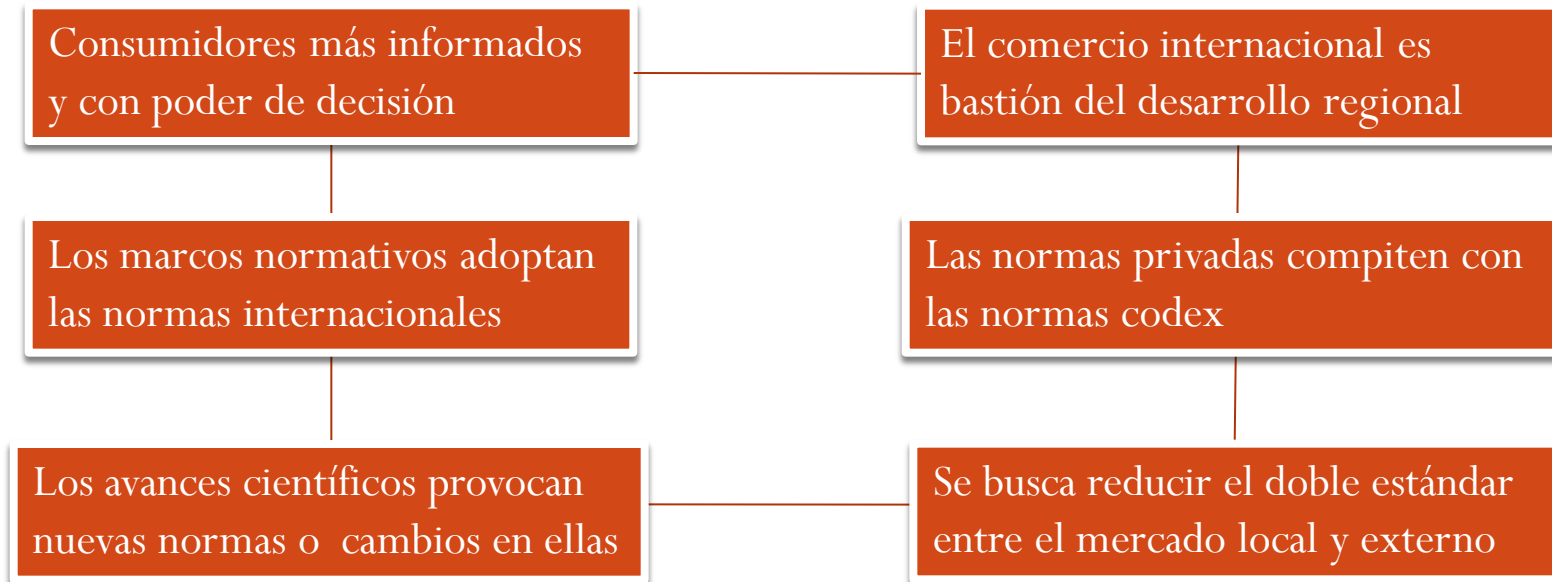 Consumidores más informados
y con poder de decisión
El comercio internacional es
bastión del desarrollo regional
Los marcos normativos adoptan
las normas internacionales
Las normas privadas compiten con
las normas codex
Los avances científicos provocan
nuevas normas o cambios en ellas
Se busca reducir el doble estándar
entre el mercado local y externo